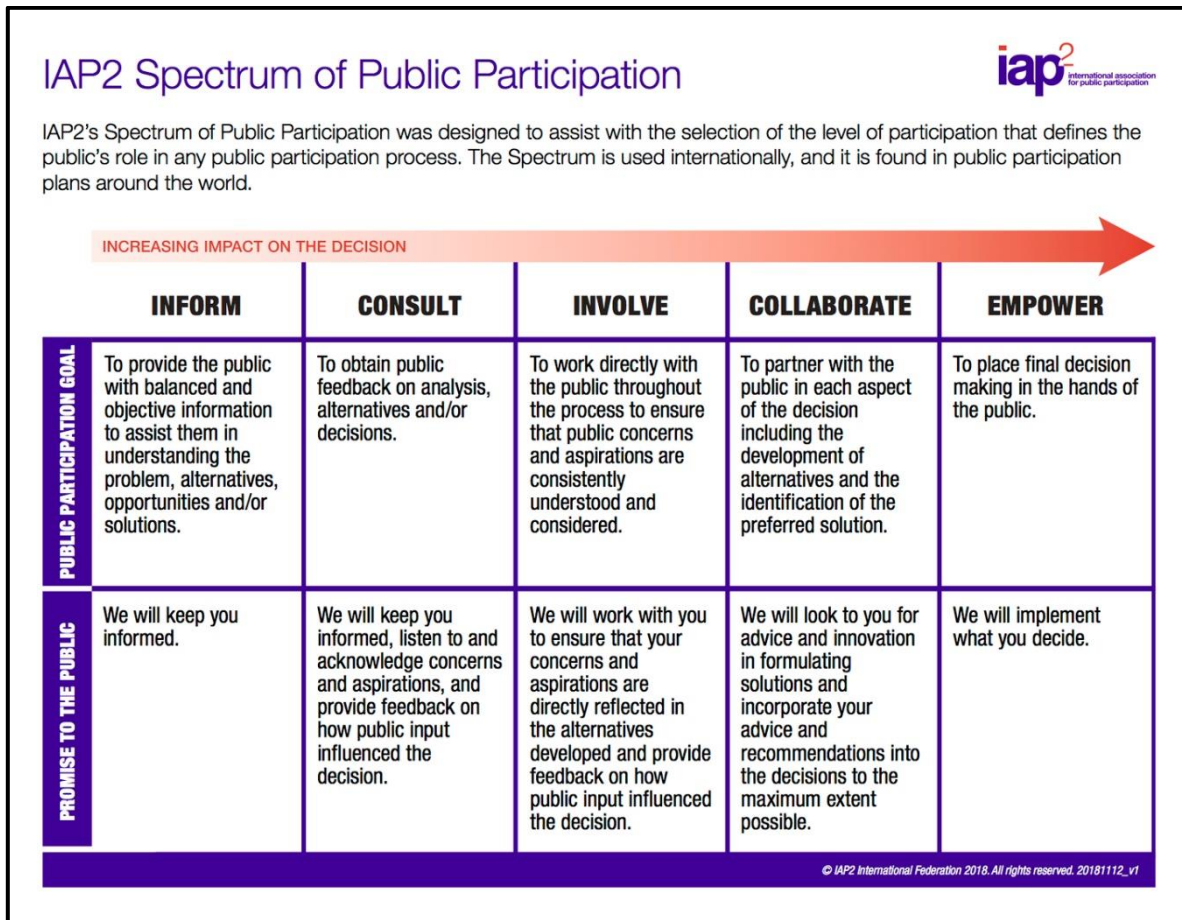 IAP2 Spectrum of Public Participation
iap2
international association
for public participation
IAP2's Spectrum of Public Participation was designed to assist with the selection of the level of participation that defines the
public's role in any public participation process. The Spectrum is used internationally, and it is found in public participation
plans around the world.
INCREASING IMPACT ON THE DECISION
INFORM
CONSULT
INVOLVE
COLLABORATE
EMPOWER
PUBLIC PARTICIPATION GOAL
To provide the public
with balanced and
objective information
to assist them in
understanding the
problem, alternatives,
opportunities and/or
solutions.
To obtain public
feedback on analysis,
alternatives and/or
decisions.
To work directly with
the public throughout
the process to ensure
that public concerns
and aspirations are
consistently
understood and
considered.
To partner with the
public in each aspect
of the decision
including the
development of
alternatives and the
identification of the
preferred solution.
To place final decision
making in the hands of
the public.
PROMISE TO THE PUBLIC
We will keep you
informed.
We will keep you
informed, listen to and
acknowledge concerns
and aspirations, and
provide feedback on
how public input
influenced the
decision.
We will work with you
to ensure that your
concerns and
aspirations are
directly reflected in
the alternatives
developed and provide
feedback on how
public input influenced
the decision.
We will look to you for
advice and innovation
in formulating
solutions and
incorporate your
advice and
recommendations into
the decisions to the
maximum extent
possible.
We will implement
what you decide.
© IAP2 International Federation 2018. All rights reserved. 20181112_v1